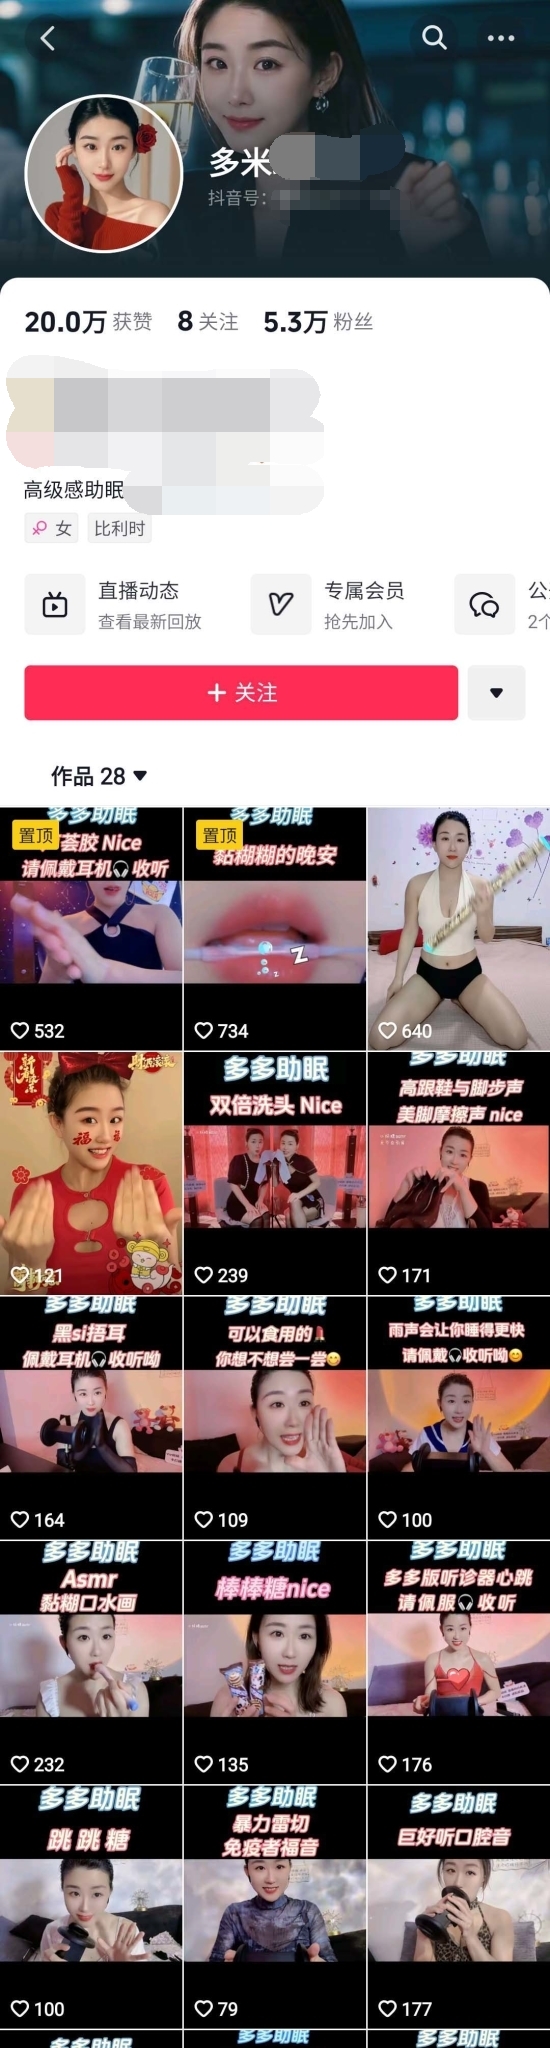 多米
抖音号:
20.0万 获赞 8 关注 5.3万 粉丝
高级感助眠
女 比利时
直播动态 专属会员
查看最新回放 抢先加入 2个
+ 关注
作品 28
置顶 多多助眠
荟胶 Nice
请佩戴耳机🎧收听
532
置顶 多多助眠
黏糊糊的晚安
z
734
640
新年快乐
福 福
121
多多助眠
双倍洗头 Nice
239
多多助眠
高跟鞋与脚步声
美脚摩擦声 nice
171
多多助眠
黑si捂耳
佩戴耳机🎧收听呦
164
多多助眠
可以食用的💄
你想不想尝一尝😋
109
多多助眠
雨声会让你睡得更快
请佩戴🎧收听呦😊
100
多多助眠
Asmr
黏糊口水画
232
多多助眠
棒棒糖nice
135
多多助眠
多多版听诊器心跳
请佩服🎧收听
176
多多助眠
跳跳糖
100
多多助眠
暴力雷切
免疫者福音
79
多多助眠
巨好听口腔音
177
多多助眠
多多助眠
多多助眠